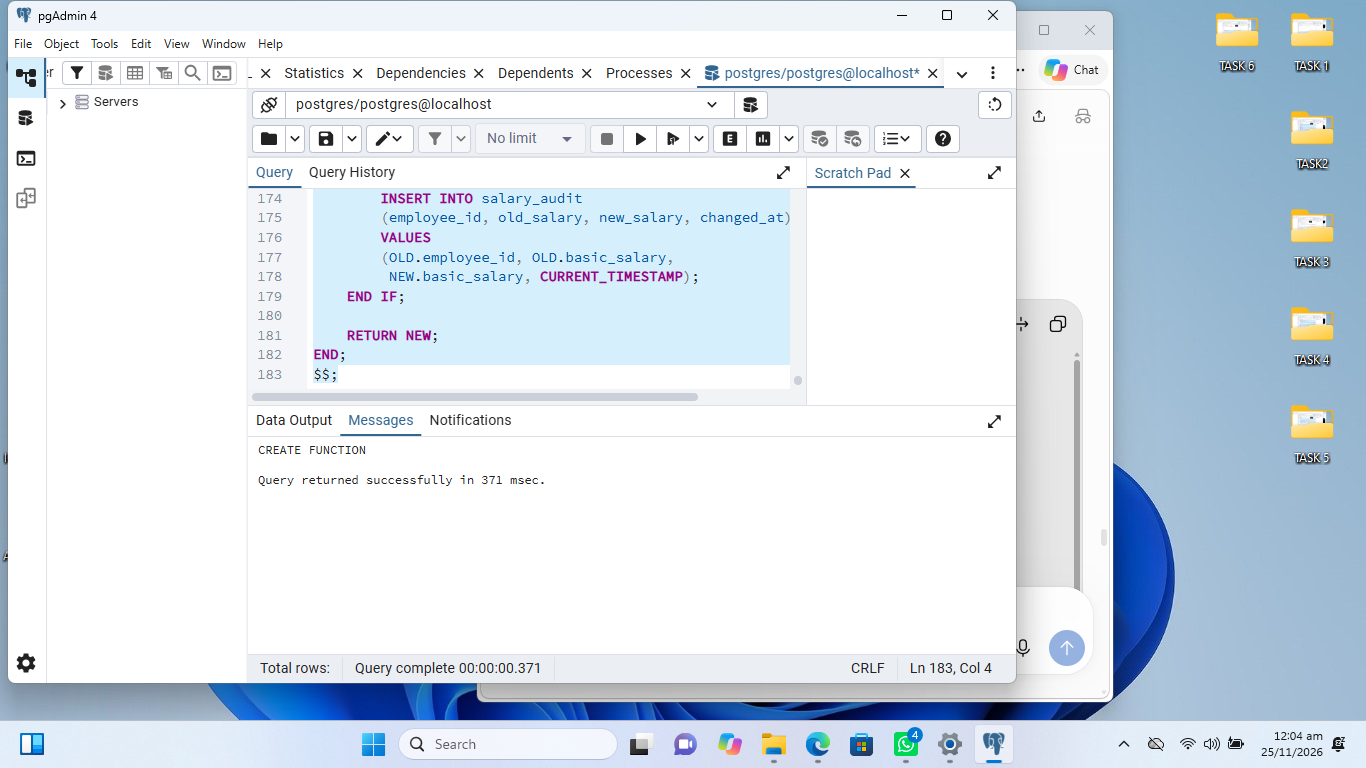 pgAdmin 4
File Object Tools Edit View Window Help
Statistics Dependencies Dependents Processes postgres/postgres@localhost*
Servers
postgres/postgres@localhost
No limit
E
Query Query History
Scratch Pad
174 INSERT INTO salary_audit
175 (employee_id, old_salary, new_salary, changed_at)
176 VALUES
177 (OLD.employee_id, OLD.basic_salary,
178 NEW.basic_salary, CURRENT_TIMESTAMP);
179 END IF;
180
181 RETURN NEW;
182 END;
183 $$;
Data Output Messages Notifications
CREATE FUNCTION
Query returned successfully in 371 msec.
Total rows: Query complete 00:00:00.371 CRLF Ln 183, Col 4
Chat
TASK 6 TASK 1
TASK2
TASK 3
TASK 4
TASK 5
Search
4
12:04 am
25/11/2026